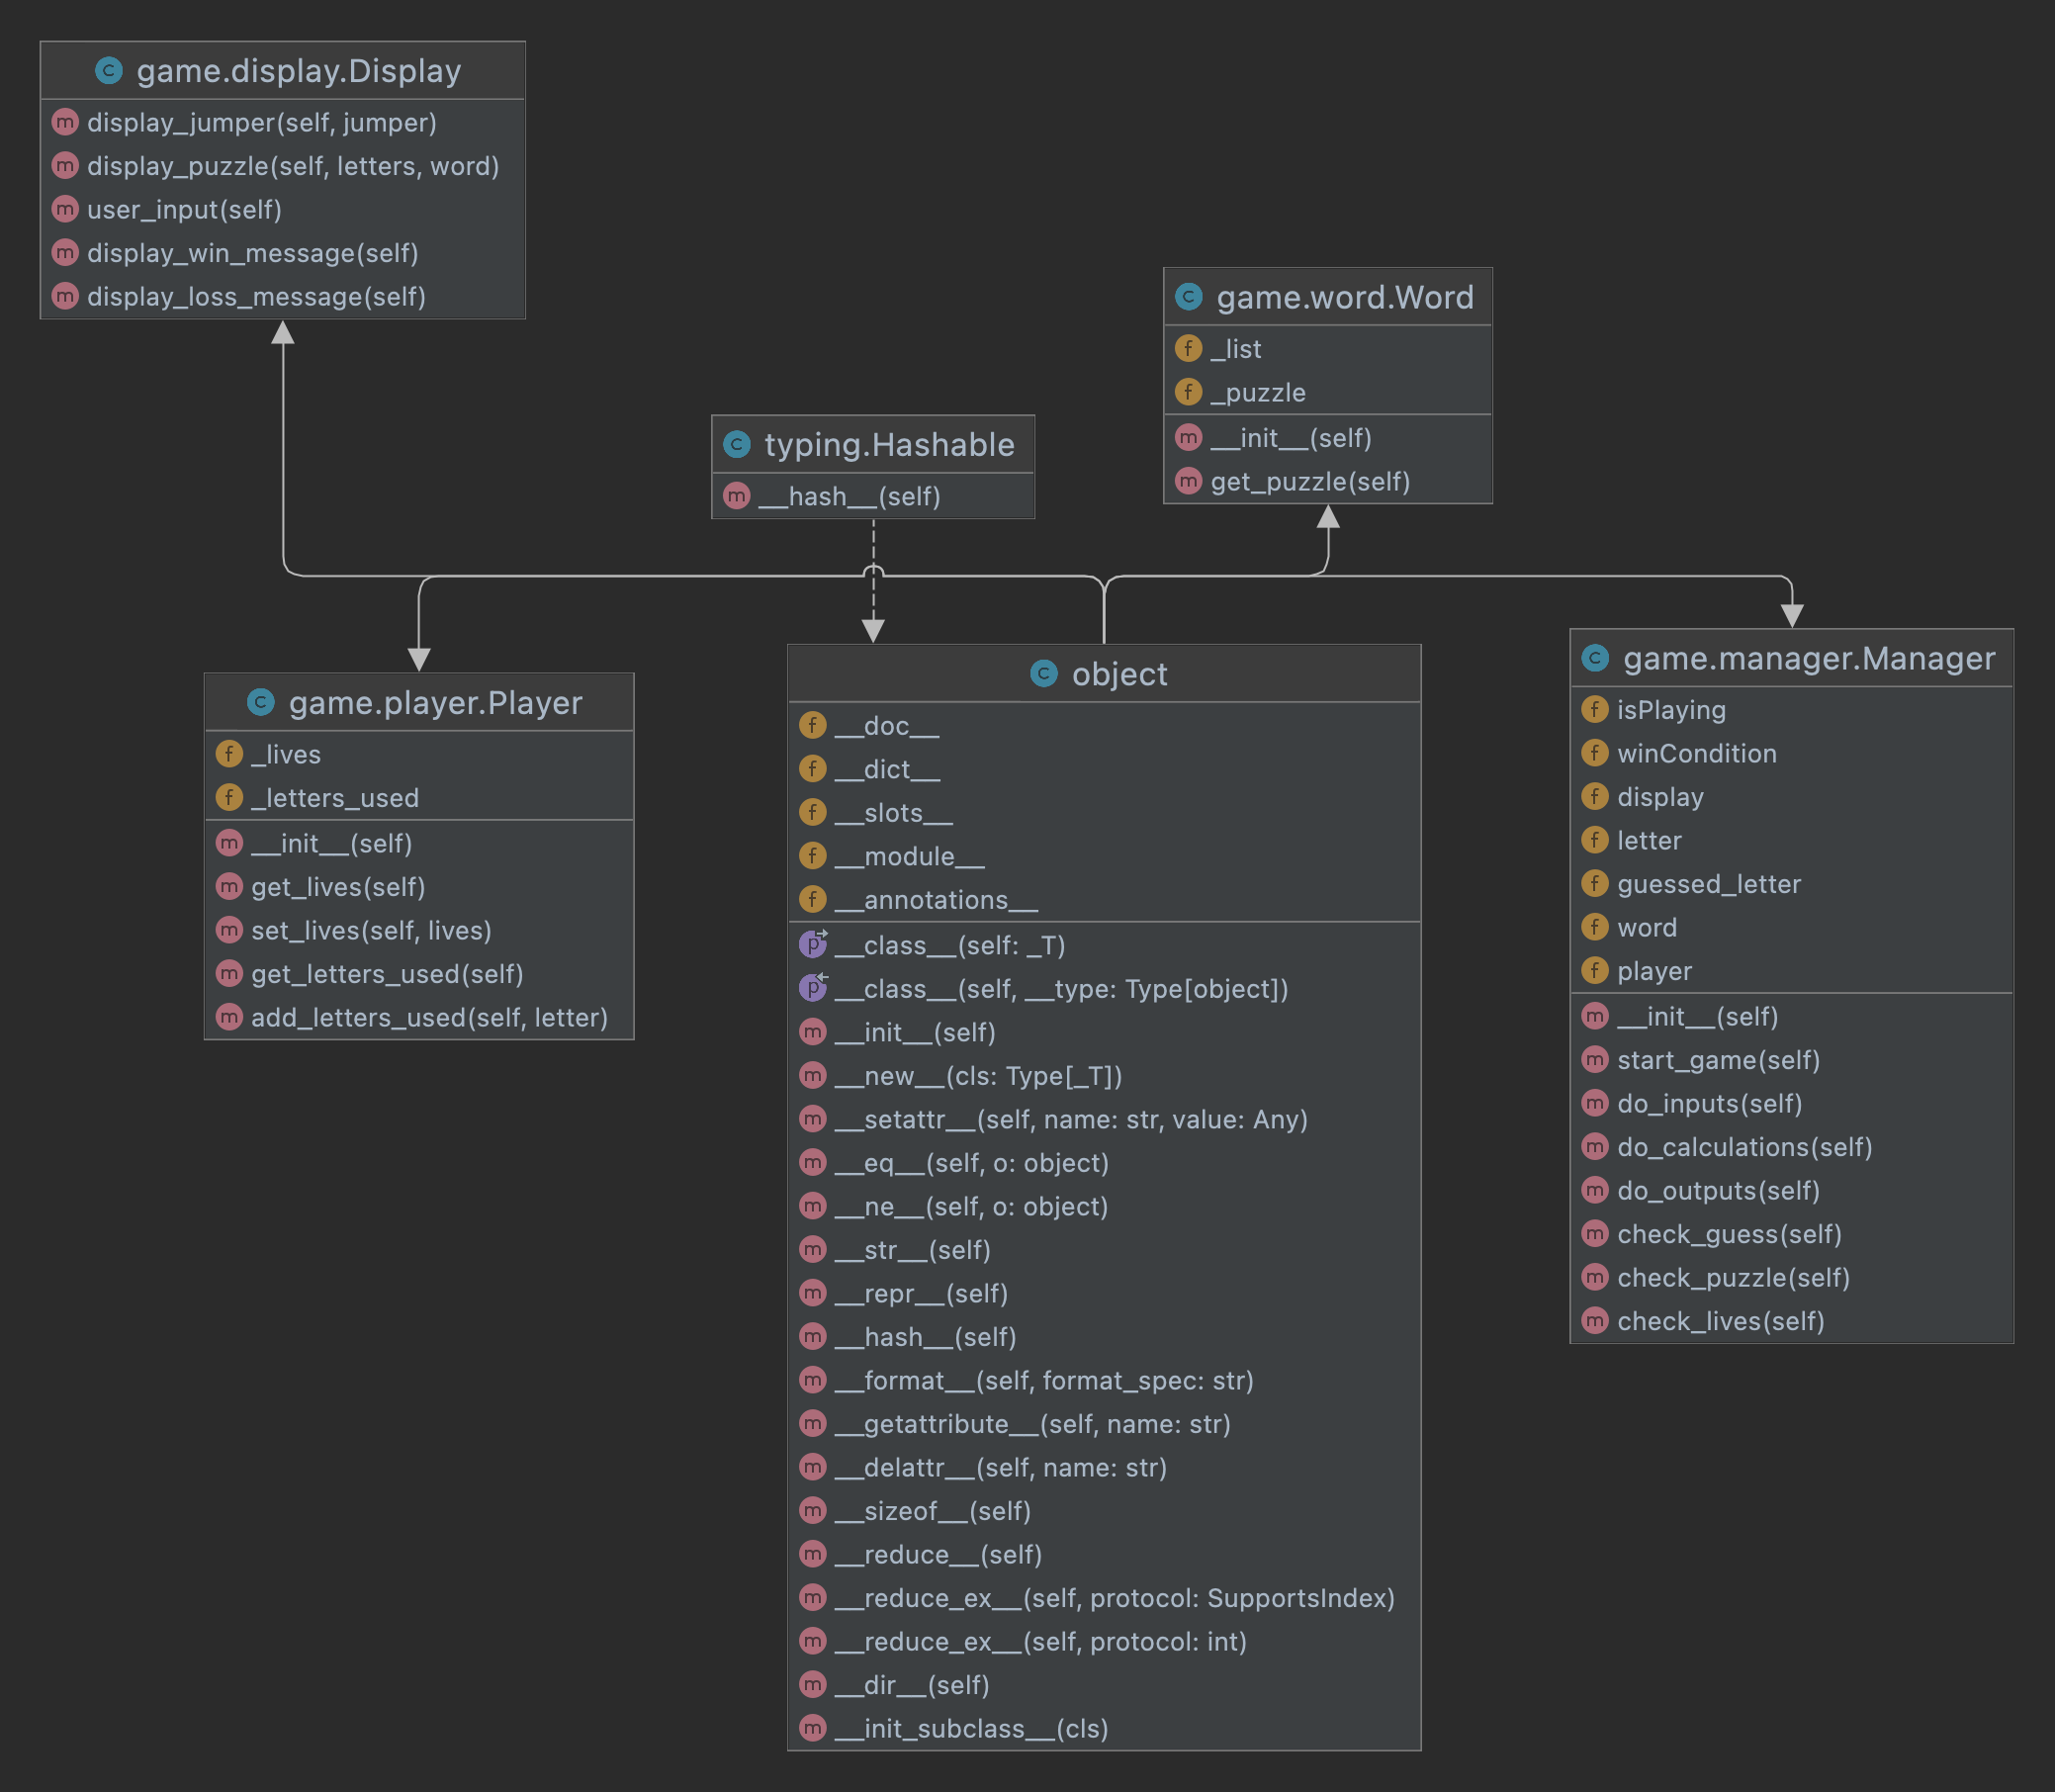 C game.display.Display
m display_jumper(self, jumper)
m display_puzzle(self, letters, word)
m user_input(self)
m display_win_message(self)
m display_loss_message(self)
C game.word.Word
f _list
f _puzzle
m __init__(self)
m get_puzzle(self)
C typing.Hashable
m __hash__(self)
C game.player.Player
f _lives
f _letters_used
m __init__(self)
m get_lives(self)
m set_lives(self, lives)
m get_letters_used(self)
m add_letters_used(self, letter)
C object
f __doc__
f __dict__
f __slots__
f __module__
f __annotations__
p __class__(self: _T)
p __class__(self, __type: Type[object])
m __init__(self)
m __new__(cls: Type[_T])
m __setattr__(self, name: str, value: Any)
m __eq__(self, o: object)
m __ne__(self, o: object)
m __str__(self)
m __repr__(self)
m __hash__(self)
m __format__(self, format_spec: str)
m __getattribute__(self, name: str)
m __delattr__(self, name: str)
m __sizeof__(self)
m __reduce__(self)
m __reduce_ex__(self, protocol: SupportsIndex)
m __reduce_ex__(self, protocol: int)
m __dir__(self)
m __init_subclass__(cls)
C game.manager.Manager
f isPlaying
f winCondition
f display
f letter
f guessed_letter
f word
f player
m __init__(self)
m start_game(self)
m do_inputs(self)
m do_calculations(self)
m do_outputs(self)
m check_guess(self)
m check_puzzle(self)
m check_lives(self)